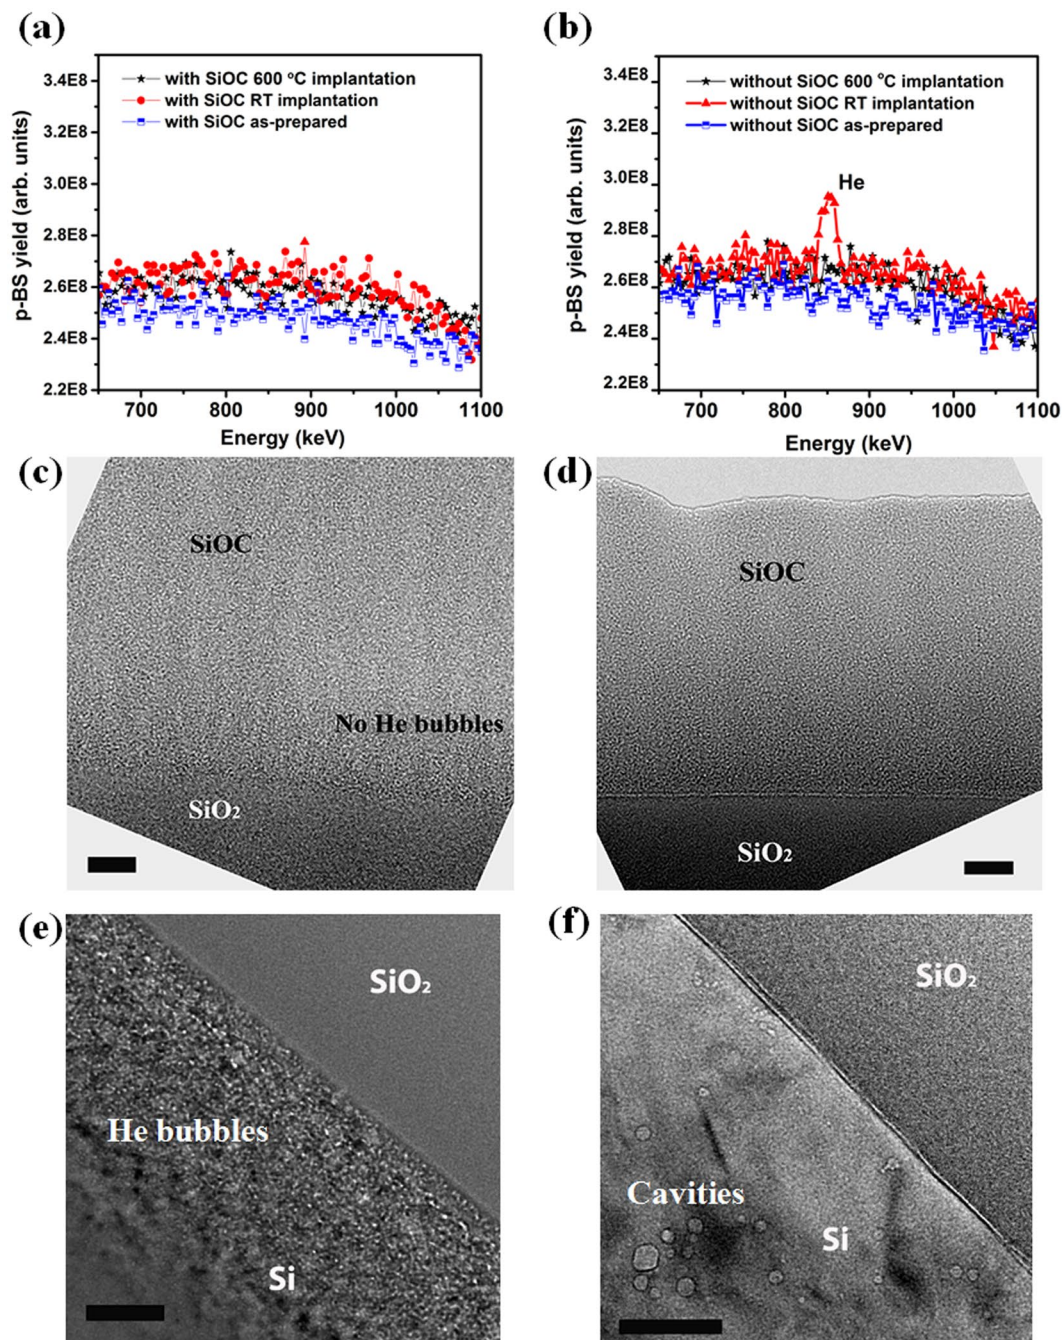 (a)
with SiOC 600 °C implantation
with SiOC RT implantation
with SiOC as-prepared
p-BS yield (arb. units)
3.4E8
3.2E8
3.0E8
2.8E8
2.6E8
2.4E8
2.2E8
700 800 900 1000 1100
Energy (keV)
(b)
without SiOC 600 °C implantation
without SiOC RT implantation
without SiOC as-prepared
He
p-BS yield (arb. units)
3.4E8
3.2E8
3.0E8
2.8E8
2.6E8
2.4E8
2.2E8
700 800 900 1000 1100
Energy (keV)
(c)
SiOC
No He bubbles
SiO₂
(d)
SiOC
SiO₂
(e)
SiO₂
He bubbles
Si
(f)
SiO₂
Cavities
Si